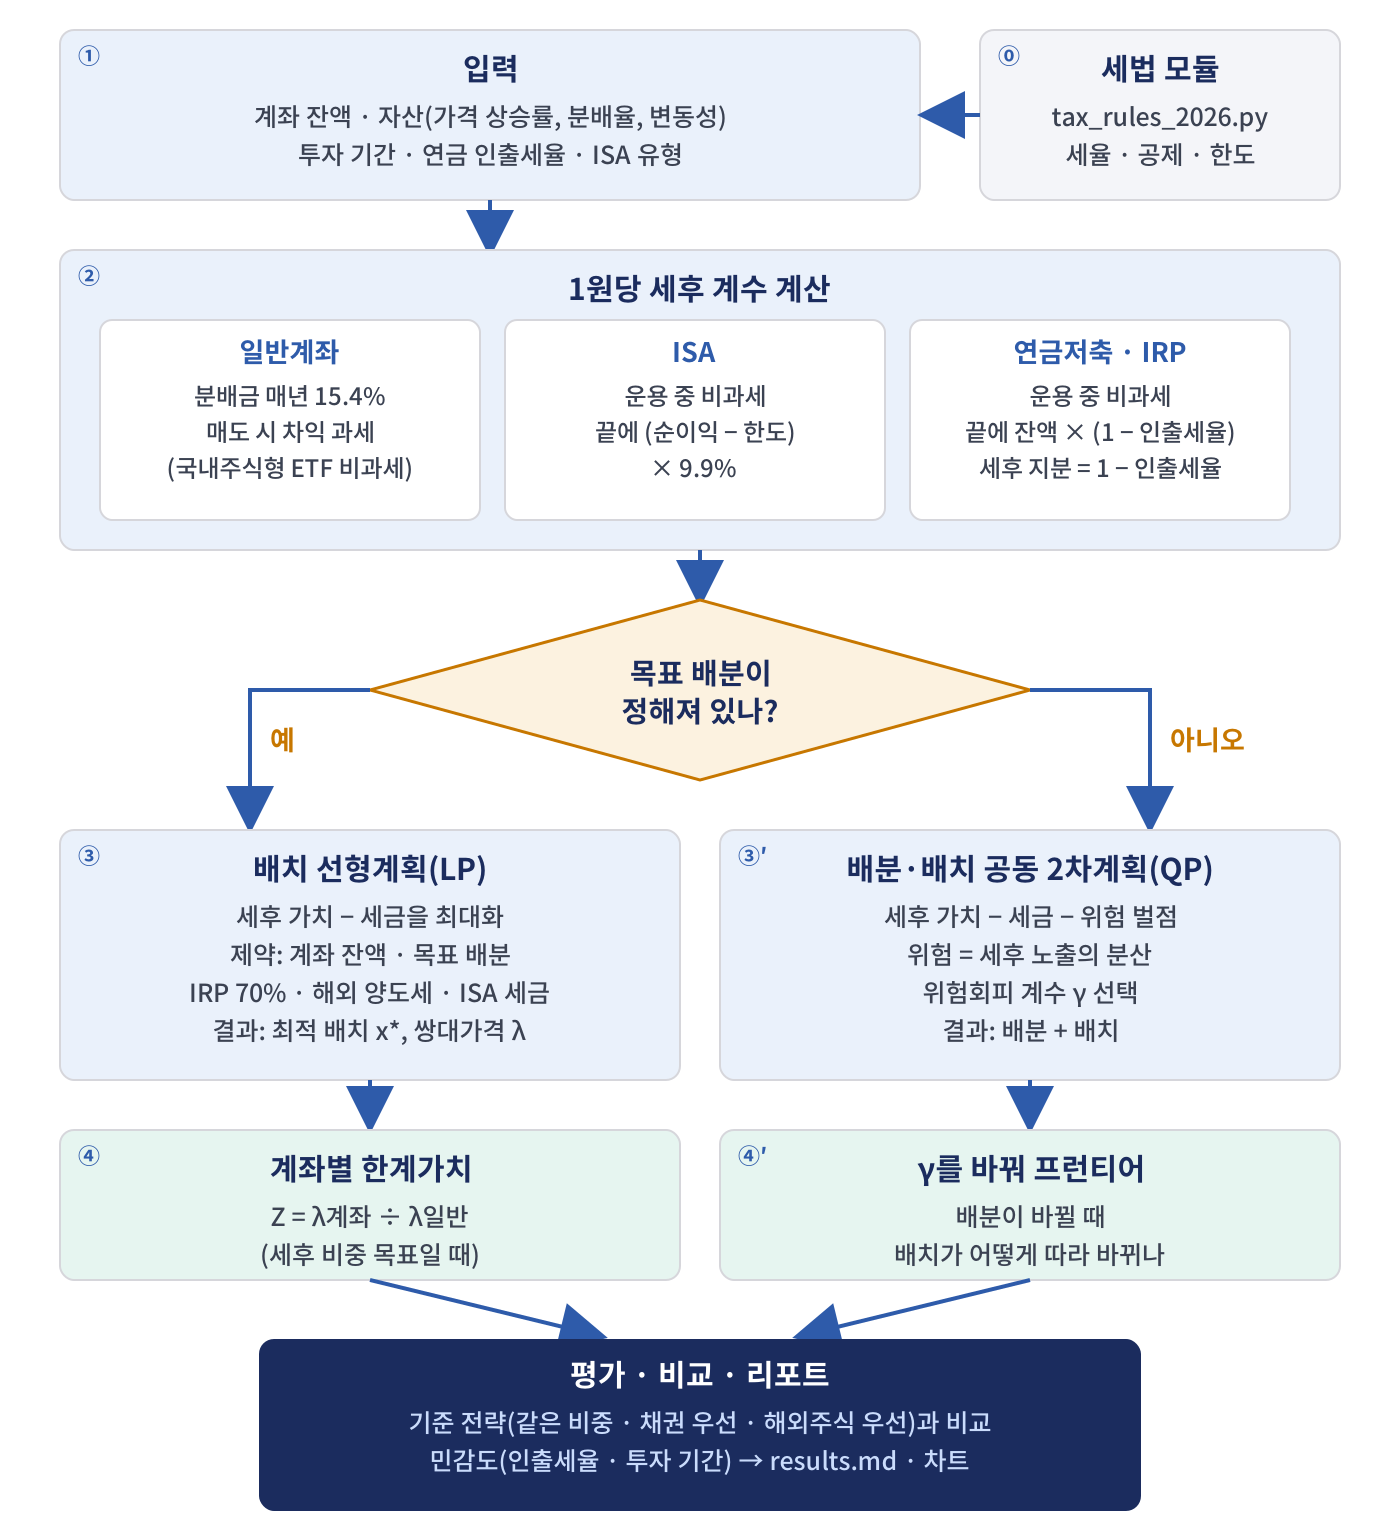 ①
입력
계좌 잔액 · 자산(가격 상승률, 분배율, 변동성)
투자 기간 · 연금 인출세율 · ISA 유형
⓪
세법 모듈
tax_rules_2026.py
세율 · 공제 · 한도
②
1원당 세후 계수 계산
일반계좌
분배금 매년 15.4%
매도 시 차익 과세
(국내주식형 ETF 비과세)
ISA
운용 중 비과세
끝에 (순이익 − 한도)
× 9.9%
연금저축 · IRP
운용 중 비과세
끝에 잔액 × (1 − 인출세율)
세후 지분 = 1 − 인출세율
목표 배분이
정해져 있나?
예
아니오
③
배치 선형계획(LP)
세후 가치 − 세금을 최대화
제약: 계좌 잔액 · 목표 배분
IRP 70% · 해외 양도세 · ISA 세금
결과: 최적 배치 x*, 쌍대가격 λ
③′
배분·배치 공동 2차계획(QP)
세후 가치 − 세금 − 위험 벌점
위험 = 세후 노출의 분산
위험회피 계수 γ 선택
결과: 배분 + 배치
④
계좌별 한계가치
Z = λ계좌 ÷ λ일반
(세후 비중 목표일 때)
④′
γ를 바꿔 프런티어
배분이 바뀔 때
배치가 어떻게 따라 바뀌나
평가 · 비교 · 리포트
기준 전략(같은 비중 · 채권 우선 · 해외주식 우선)과 비교
민감도(인출세율 · 투자 기간) → results.md · 차트